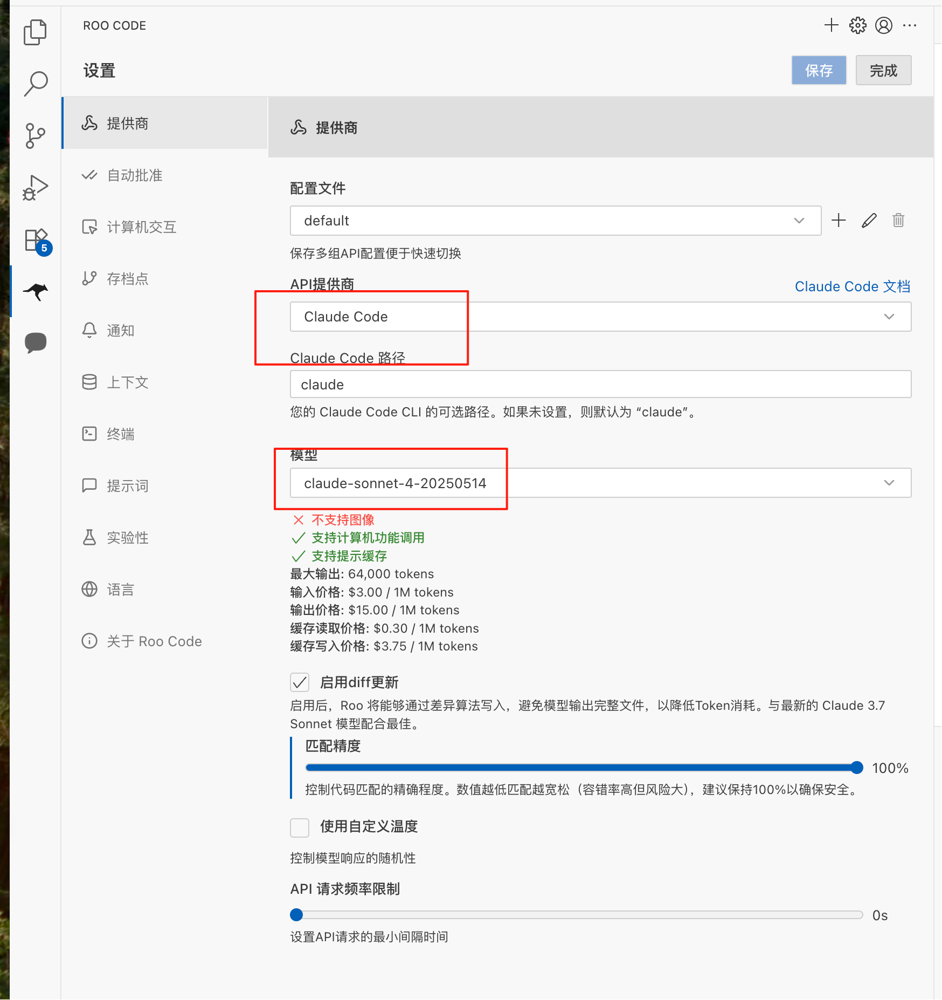 ROO CODE
设置
保存
完成
提供商
自动批准
计算机交互
存档点
通知
上下文
终端
提示词
实验性
语言
关于 Roo Code
5
提供商
配置文件
default
保存多组API配置便于快速切换
API提供商
Claude Code 文档
Claude Code
Claude Code 路径
claude
您的 Claude Code CLI 的可选路径。如果未设置，则默认为 “claude”。
模型
claude-sonnet-4-20250514
不支持图像
支持计算机功能调用
支持提示缓存
最大输出: 64,000 tokens
输入价格: $3.00 / 1M tokens
输出价格: $15.00 / 1M tokens
缓存读取价格: $0.30 / 1M tokens
缓存写入价格: $3.75 / 1M tokens
启用diff更新
启用后，Roo 将能够通过差异算法写入，避免模型输出完整文件，以降低Token消耗。与最新的 Claude 3.7
Sonnet 模型配合最佳。
匹配精度
100%
控制代码匹配的精确程度。数值越低匹配越宽松（容错率高但风险大），建议保持100%以确保安全。
使用自定义温度
控制模型响应的随机性
API 请求频率限制
0s
设置API请求的最小间隔时间